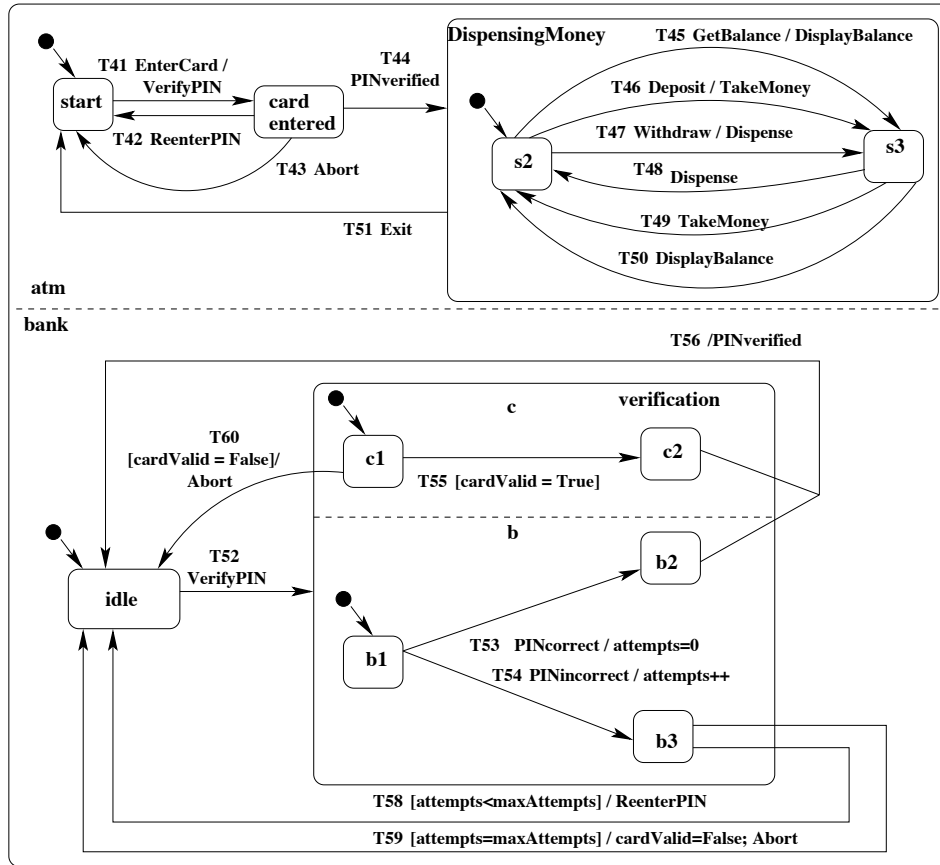 DispensingMoney
T45 GetBalance / DisplayBalance
T41 EnterCard /
VerifyPIN
T44
PINverified
start
card
entered
T46 Deposit / TakeMoney
T47 Withdraw / Dispense
s2
s3
T48 Dispense
T42 ReenterPIN
T43 Abort
T49 TakeMoney
T51 Exit
T50 DisplayBalance
atm
bank
T56 /PINverified
c
verification
T60
[cardValid = False]/
Abort
c1
c2
T55 [cardValid = True]
b
T52
VerifyPIN
idle
b2
b1
T53 PINcorrect / attempts=0
T54 PINincorrect / attempts++
b3
T58 [attempts<maxAttempts] / ReenterPIN
T59 [attempts=maxAttempts] / cardValid=False; Abort